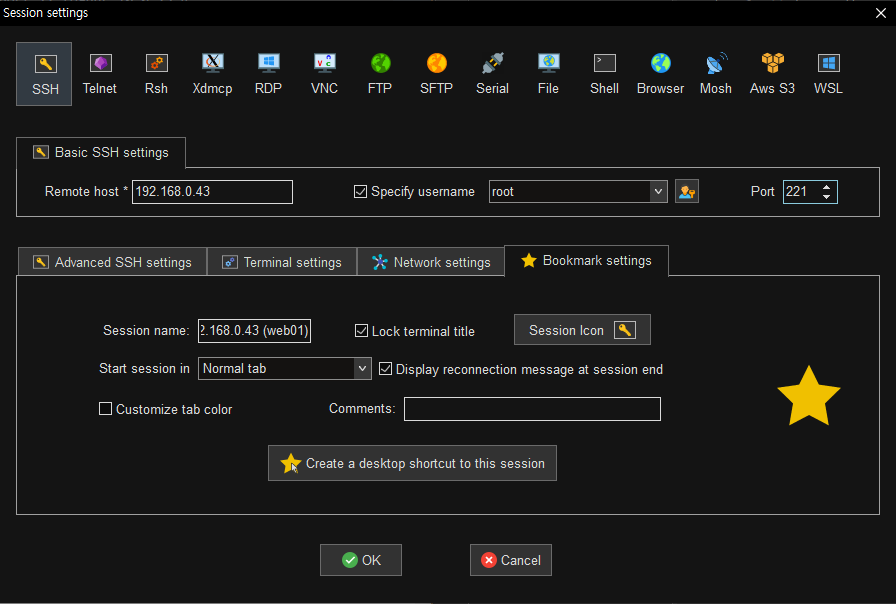 Session settings
SSH Telnet Rsh Xdmcp RDP VNC FTP SFTP Serial File Shell Browser Mosh Aws S3 WSL
Basic SSH settings
Remote host * 192.168.0.43 Specify username root Port 221
Advanced SSH settings Terminal settings Network settings Bookmark settings
Session name: 2.168.0.43 (web01) Lock terminal title Session Icon
Start session in Normal tab Display reconnection message at session end
Customize tab color Comments:
Create a desktop shortcut to this session
OK Cancel